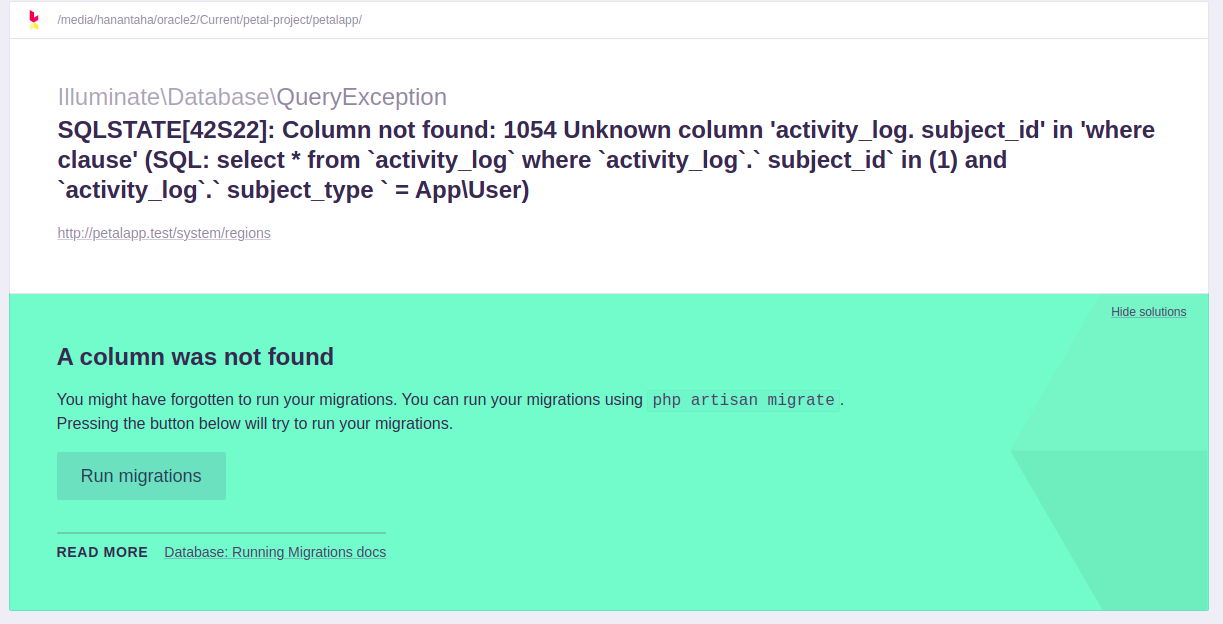 /media/hanantaha/oracle2/Current/petal-project/petalapp/
Illuminate\Database\QueryException
SQLSTATE[42S22]: Column not found: 1054 Unknown column 'activity_log. subject_id' in 'where
clause' (SQL: select * from `activity_log` where `activity_log`.` subject_id` in (1) and
`activity_log`.` subject_type ` = App\User)
http://petalapp.test/system/regions
Hide solutions
A column was not found
You might have forgotten to run your migrations. You can run your migrations using php artisan migrate .
Pressing the button below will try to run your migrations.
Run migrations
READ MORE Database: Running Migrations docs